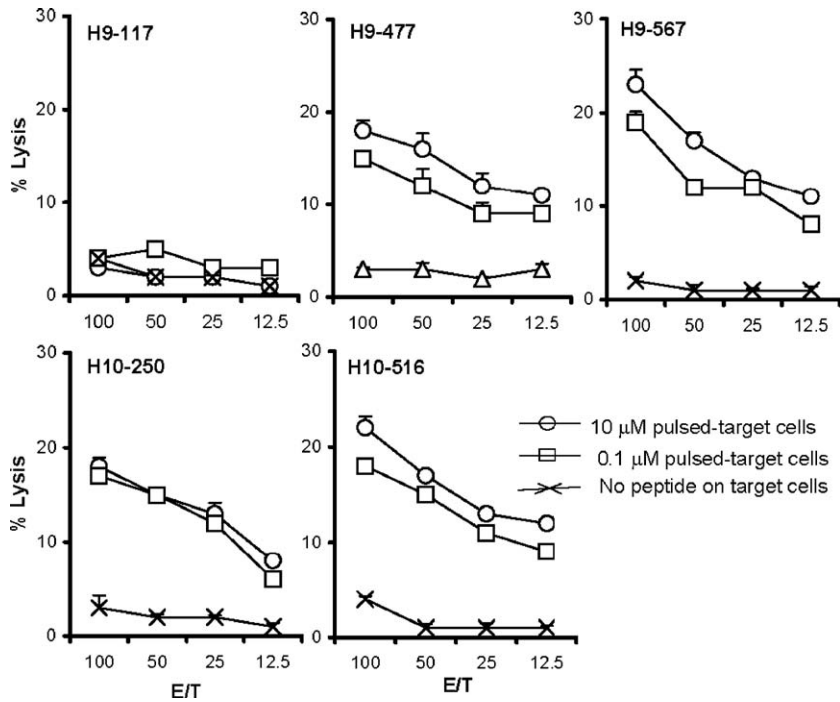 H9-117
30
20
10
0
100 50 25 12.5
% Lysis
H9-477
30
20
10
0
100 50 25 12.5
H9-567
30
20
10
0
100 50 25 12.5
H10-250
30
20
10
0
100 50 25 12.5
% Lysis
E/T
H10-516
30
20
10
0
100 50 25 12.5
E/T
10 μM pulsed-target cells
0.1 μM pulsed-target cells
No peptide on target cells